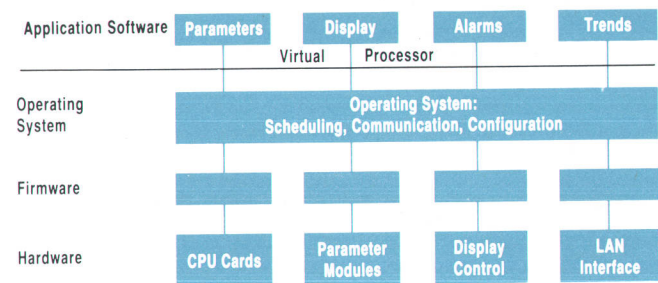 Application Software Parameters Display Alarms Trends
Virtual Processor
Operating System
Operating System:
Scheduling, Communication, Configuration
Firmware
Hardware
CPU Cards
Parameter Modules
Display Control
LAN Interface